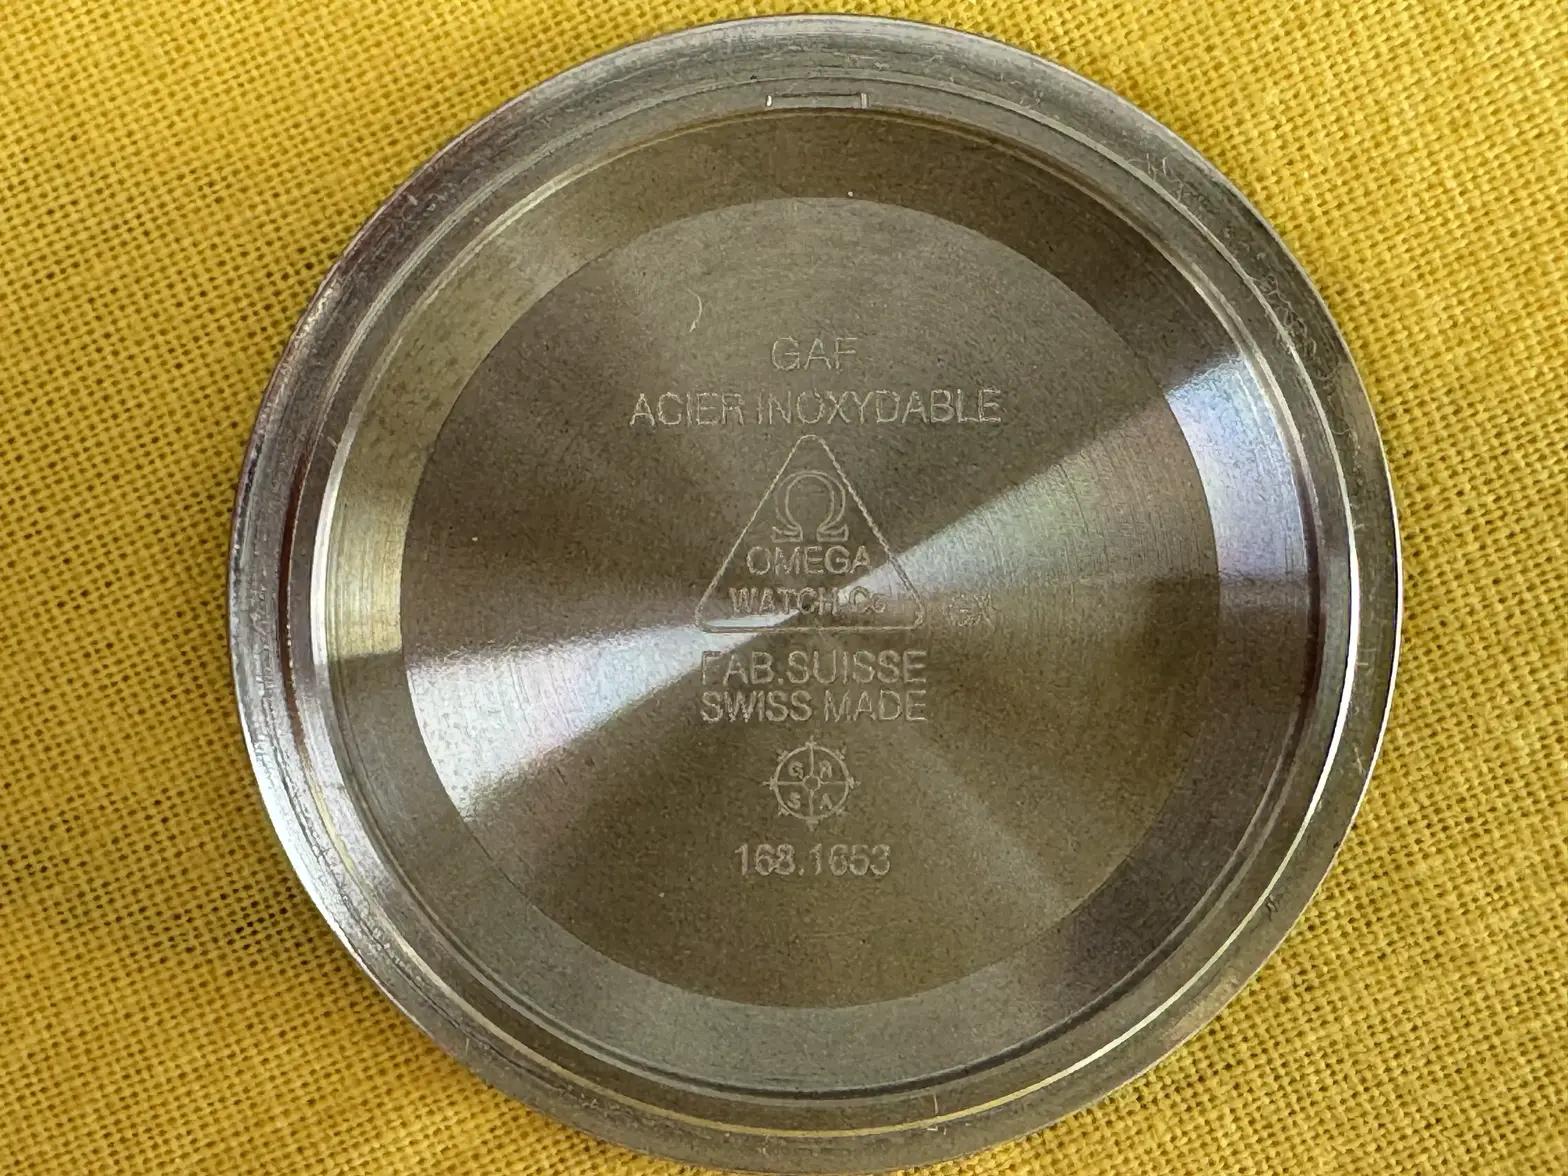 GAF
ACIER INOXYDABLE
Ω
OMEGA
WATCH Co
FAB.SUISSE
SWISS MADE
168.1653